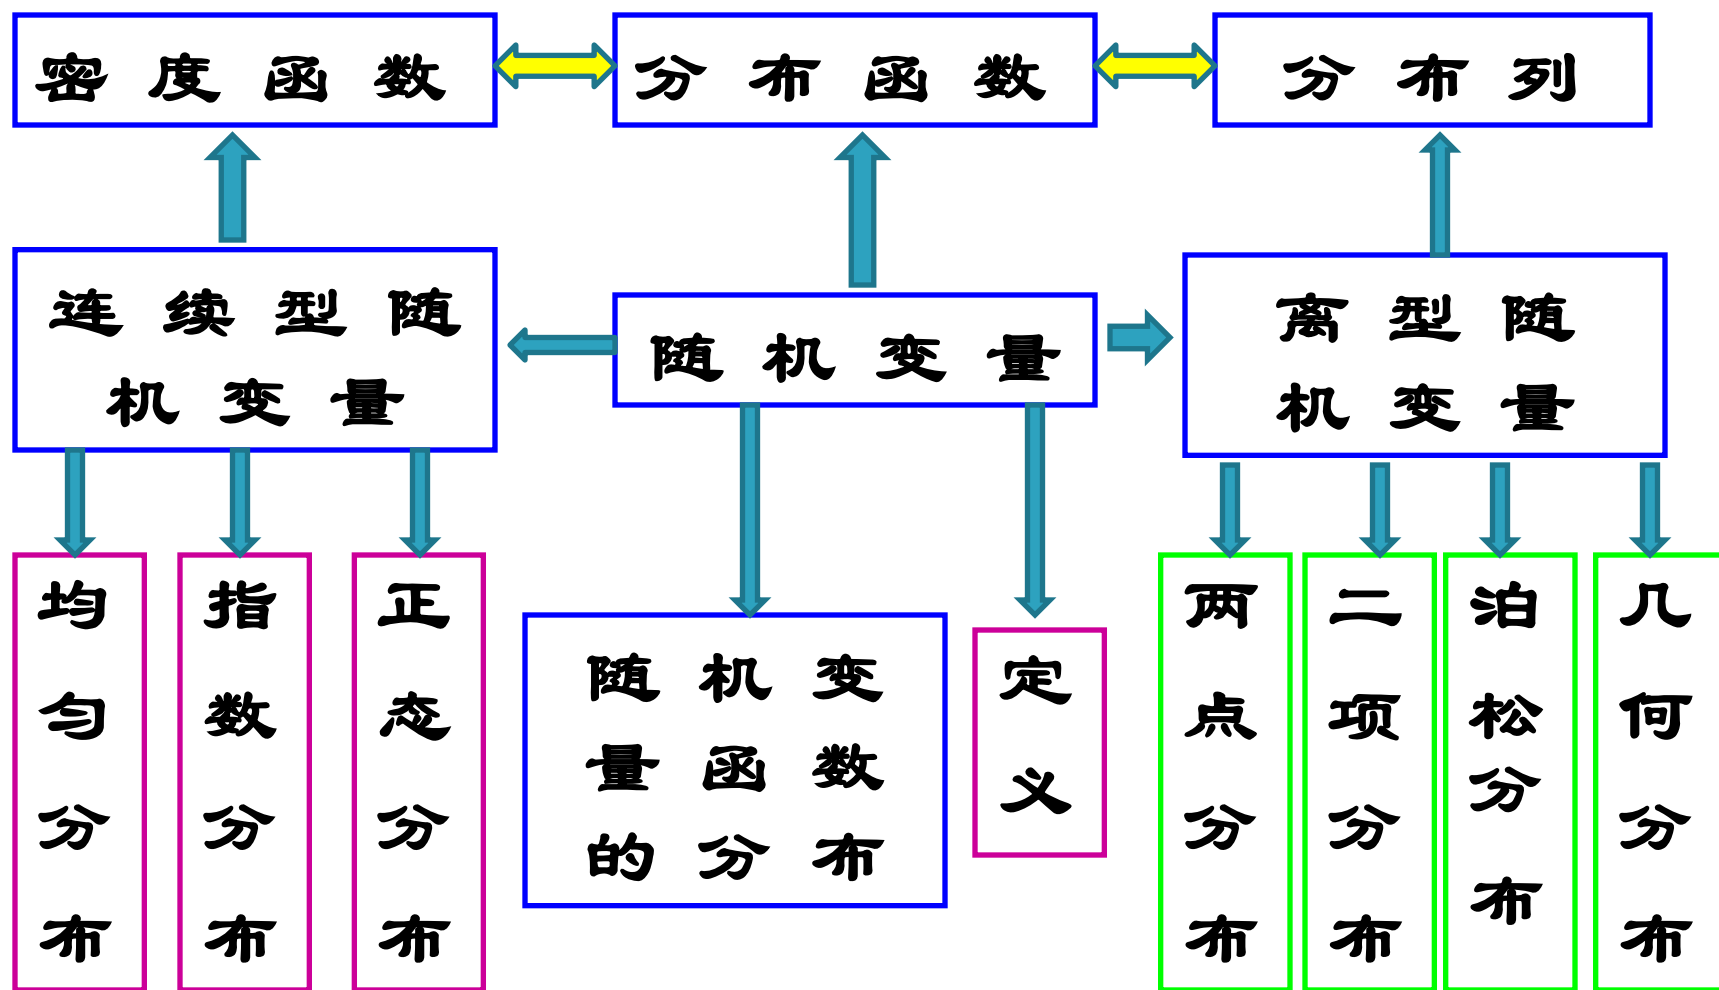 密度函数
分布函数
分布列
连续型随
机变量
随机变量
离型随
机变量
均匀分布
指数分布
正态分布
随机变
量函数
的分布
定义
两点分布
二项分布
泊松分布
几何分布